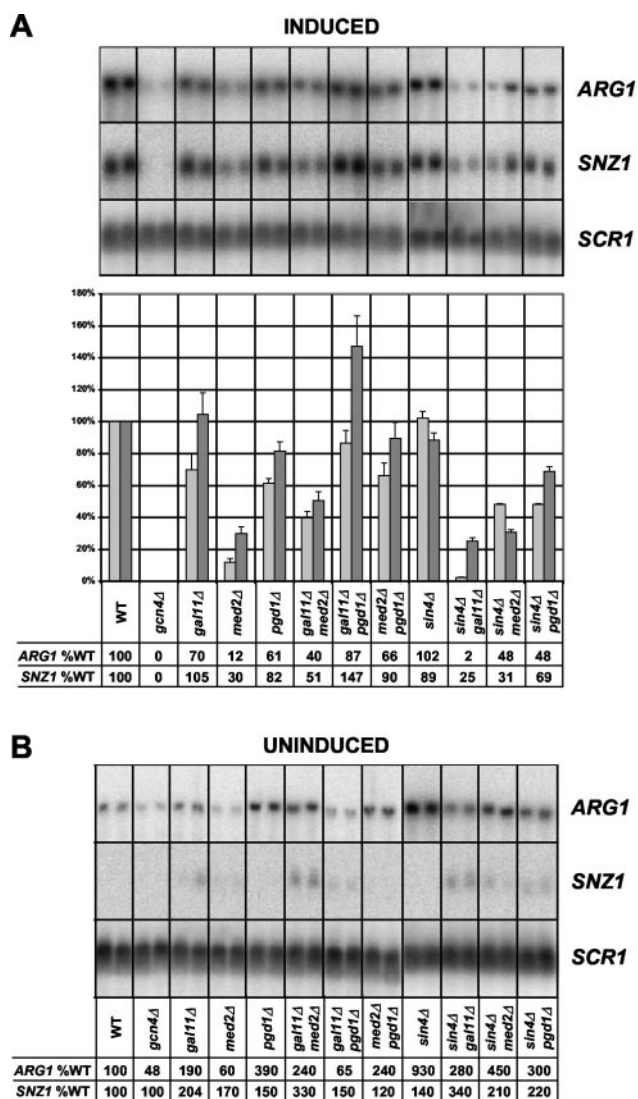 A
INDUCED
ARG1
SNZ1
SCR1
180%
160%
140%
120%
100%
80%
60%
40%
20%
0%
WT gcn4Δ gal11Δ med2Δ pgd1Δ gal11Δ med2Δ gal11Δ pgd1Δ med2Δ pgd1Δ sin4Δ sin4Δ gal11Δ sin4Δ med2Δ sin4Δ pgd1Δ
ARG1 %WT 100 0 70 12 61 40 87 66 102 2 48 48
SNZ1 %WT 100 0 105 30 82 51 147 90 89 25 31 69
B
UNINDUCED
ARG1
SNZ1
SCR1
WT gcn4Δ gal11Δ med2Δ pgd1Δ gal11Δ med2Δ gal11Δ pgd1Δ med2Δ pgd1Δ sin4Δ sin4Δ gal11Δ sin4Δ med2Δ sin4Δ pgd1Δ
ARG1 %WT 100 48 190 60 390 240 65 240 930 280 450 300
SNZ1 %WT 100 100 204 170 150 330 150 120 140 340 210 220